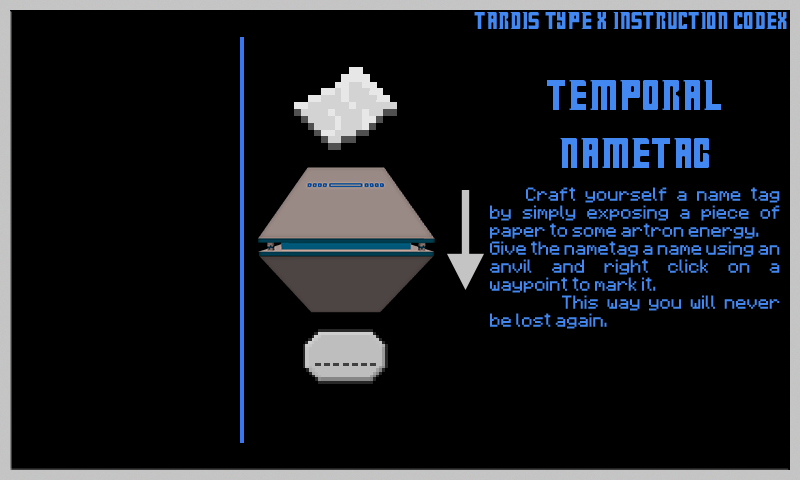 TARDIS TYPE X INSTRUCTION CODEX
TEMPORAL
NAMETAG
Craft yourself a name tag
by simply exposing a piece of
paper to some artron energy.
Give the nametag a name using an
anvil and right click on a
waypoint to mark it.
This way you will never
be lost again.